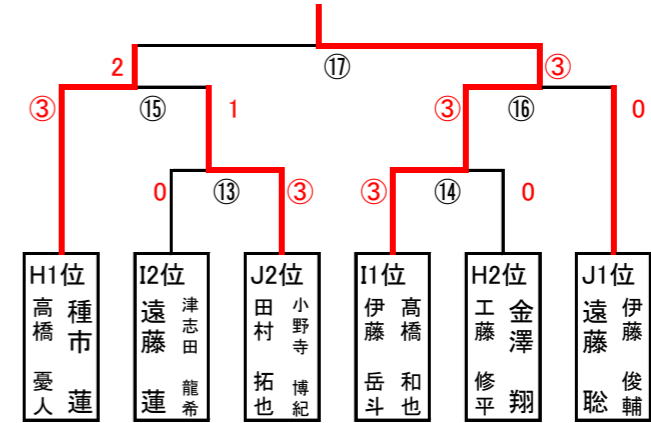 ⑰
2
③
③
⑮
1
③
⑯
0
0
⑬
③
③
⑭
0
H1位
種市 蓮
高橋 憂人
I2位
津志田 龍希
遠藤 蓮
J2位
小野寺 博紀
田村 拓也
I1位
髙橋 和也
伊藤 岳斗
H2位
金澤 翔
工藤 修平
J1位
伊藤 俊輔
遠藤 聡